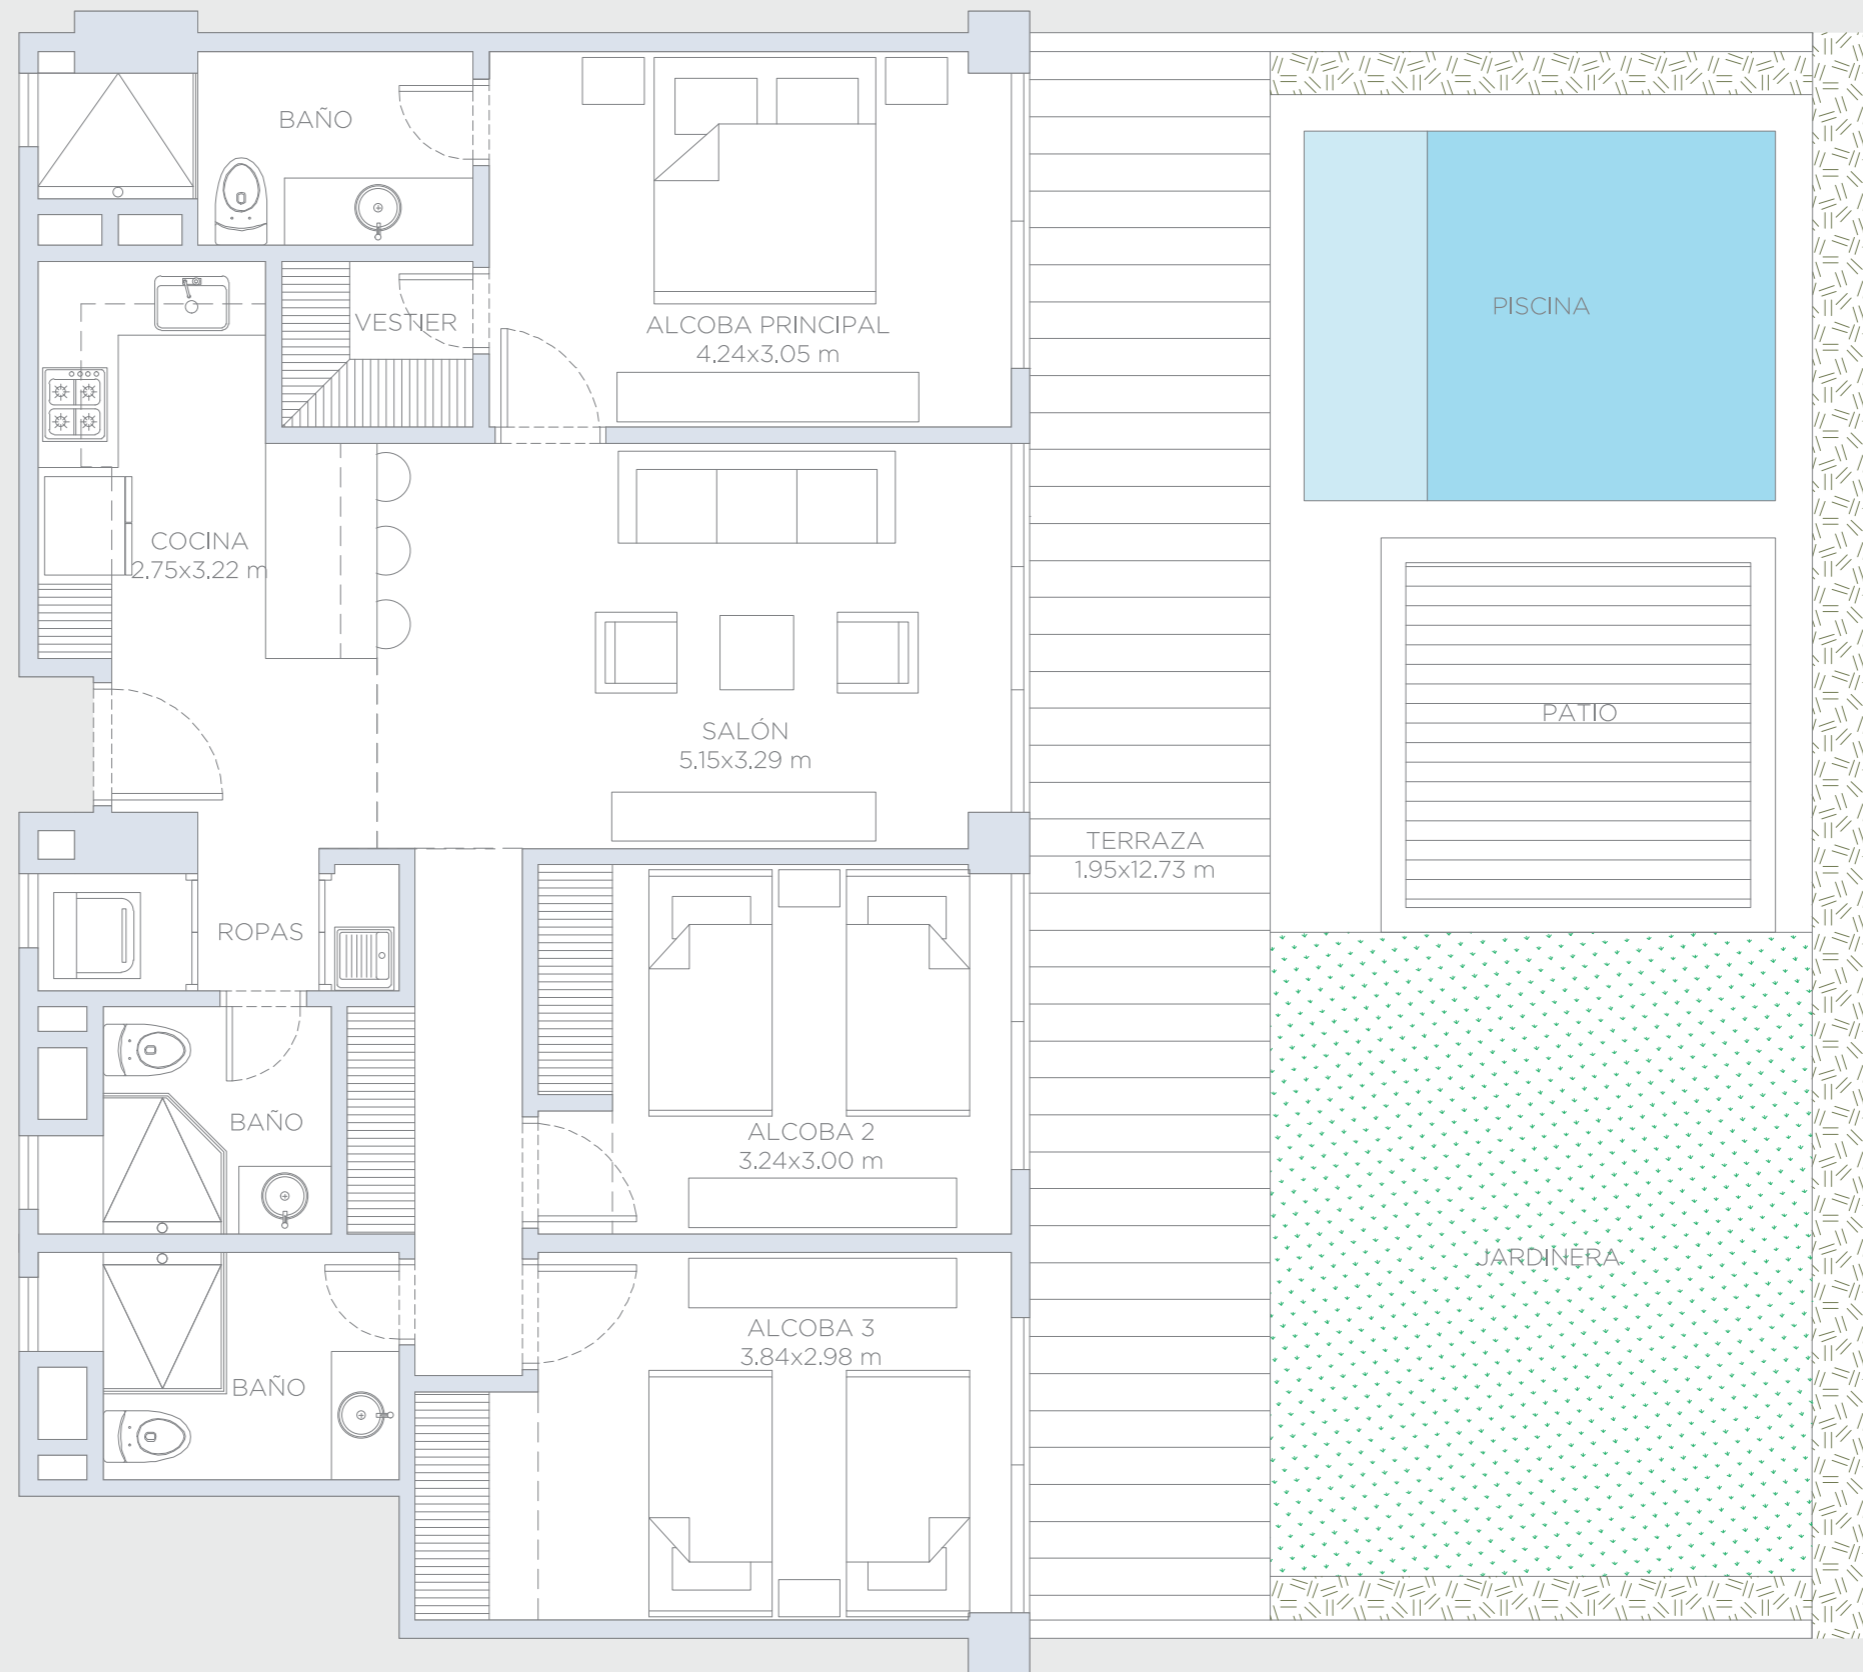 BAÑO
VESTIER
ALCOBA PRINCIPAL
4.24x3.05 m
PISCINA
COCINA
2.75x3.22 m
SALÓN
5.15x3.29 m
PATIO
TERRAZA
1.95x12.73 m
ROPAS
BAÑO
ALCOBA 2
3.24x3.00 m
JARDINERA
ALCOBA 3
3.84x2.98 m
BAÑO